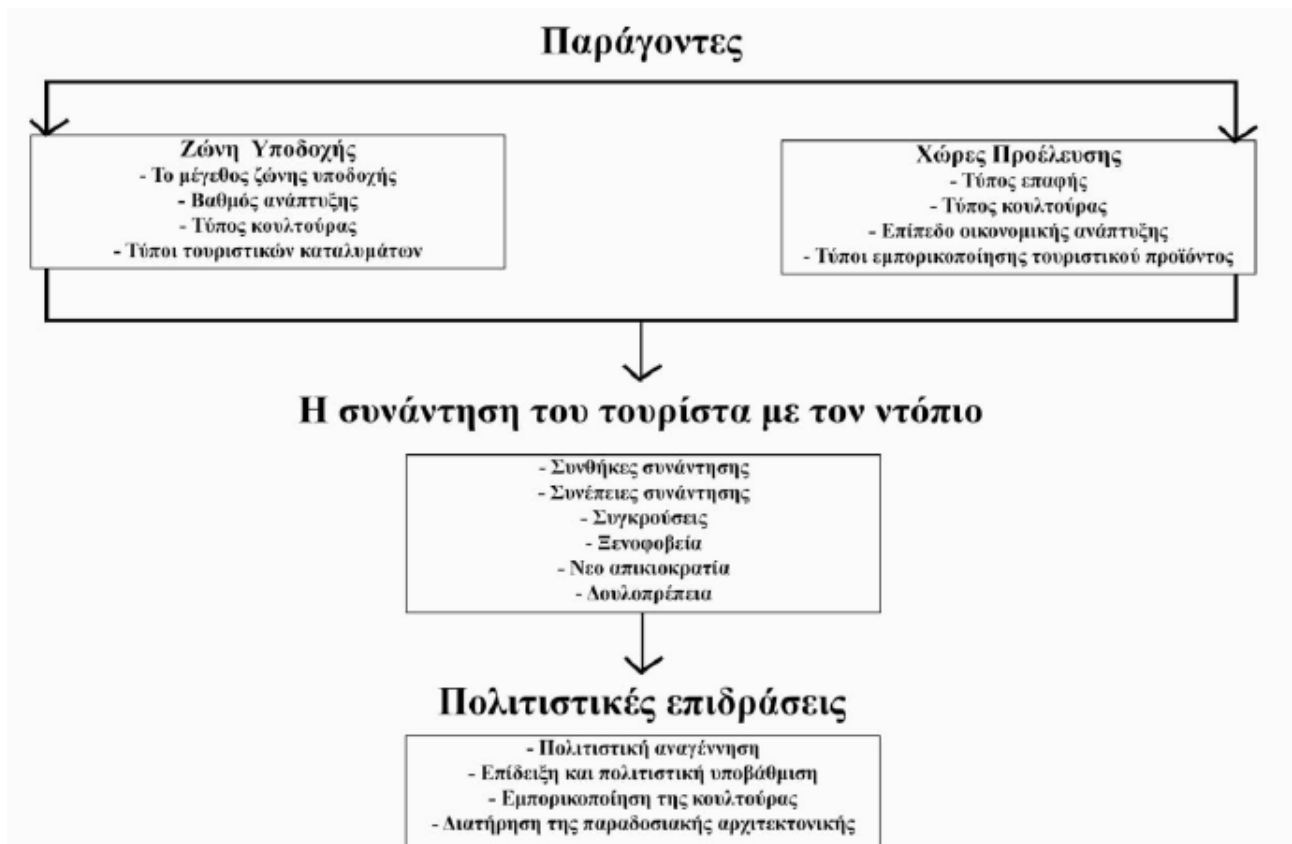 Παράγοντες
Ζώνη Υποδοχής
- Το μέγεθος ζώνης υποδοχής
- Βαθμός ανάπτυξης
- Τύπος κουλτούρας
- Τύποι τουριστικών καταλυμάτων
Χώρες Προέλευσης
- Τύπος επαφής
- Τύπος κουλτούρας
- Επίπεδο οικονομικής ανάπτυξης
- Τύποι εμπορικοποίησης τουριστικού προϊόντος
Η συνάντηση του τουρίστα με τον ντόπιο
- Συνθήκες συνάντησης
- Συνέπειες συνάντησης
- Συγκρούσεις
- Ξενοφοβεία
- Νεο απικιοκρατία
- Δουλοπρέπεια
Πολιτιστικές επιδράσεις
- Πολιτιστική αναγέννηση
- Επίδειξη και πολιτιστική υποβάθμιση
- Εμπορικοποίηση της κουλτούρας
- Διατήρηση της παραδοσιακής αρχιτεκτονικής